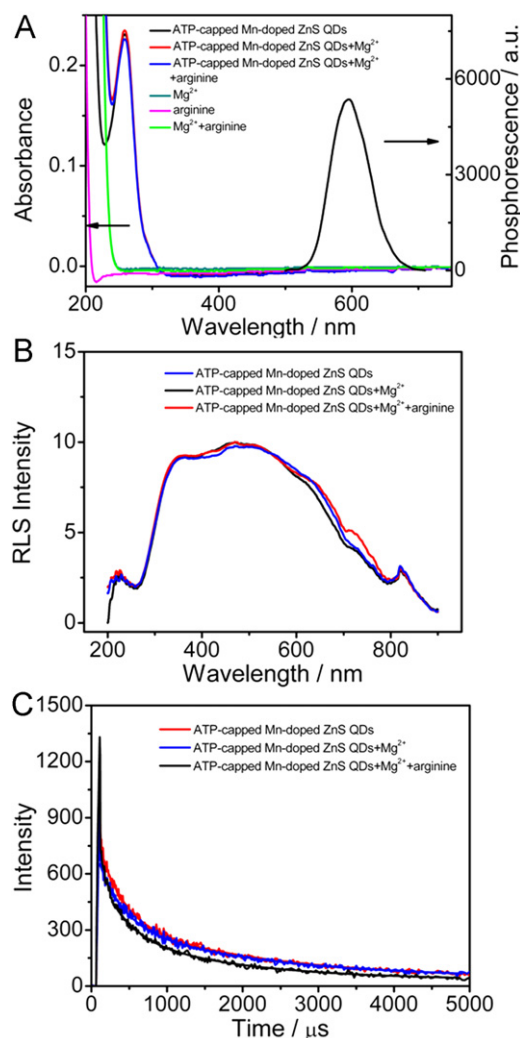 A
ATP-capped Mn-doped ZnS QDs
ATP-capped Mn-doped ZnS QDs+Mg²⁺
ATP-capped Mn-doped ZnS QDs+Mg²⁺
+arginine
Mg²⁺
arginine
Mg²⁺+arginine
0.2
0.1
0.0
Absorbance
6000
3000
0
Phosphorescence / a.u.
200 300 400 500 600 700
Wavelength / nm
B
ATP-capped Mn-doped ZnS QDs
ATP-capped Mn-doped ZnS QDs+Mg²⁺
ATP-capped Mn-doped ZnS QDs+Mg²⁺+arginine
15
10
5
0
RLS Intensity
200 400 600 800
Wavelength / nm
C
ATP-capped Mn-doped ZnS QDs
ATP-capped Mn-doped ZnS QDs+Mg²⁺
ATP-capped Mn-doped ZnS QDs+Mg²⁺+arginine
1500
1200
900
600
300
0
Intensity
0 1000 2000 3000 4000 5000
Time / μs